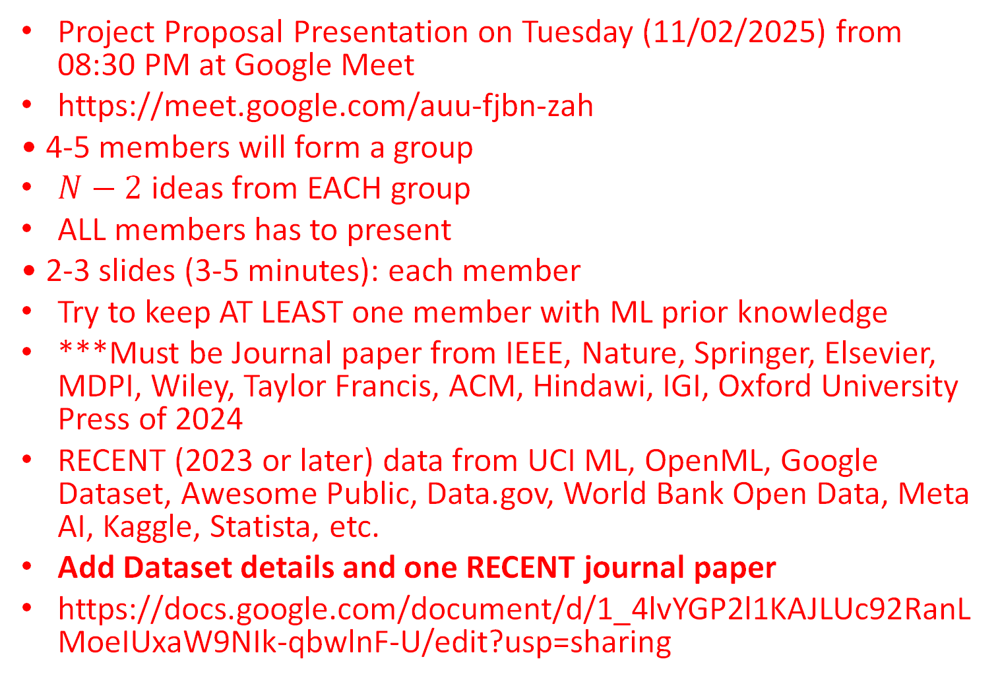 • Project Proposal Presentation on Tuesday (11/02/2025) from
08:30 PM at Google Meet
• https://meet.google.com/auu-fjbn-zah
• 4-5 members will form a group
• N − 2 ideas from EACH group
• ALL members has to present
• 2-3 slides (3-5 minutes): each member
• Try to keep AT LEAST one member with ML prior knowledge
• ***Must be Journal paper from IEEE, Nature, Springer, Elsevier,
MDPI, Wiley, Taylor Francis, ACM, Hindawi, IGI, Oxford University
Press of 2024
• RECENT (2023 or later) data from UCI ML, OpenML, Google
Dataset, Awesome Public, Data.gov, World Bank Open Data, Meta
AI, Kaggle, Statista, etc.
• Add Dataset details and one RECENT journal paper
• https://docs.google.com/document/d/1_4lvYGP2l1KAJLUc92RanL
MoeIUxaW9NIk-qbwlnF-U/edit?usp=sharing